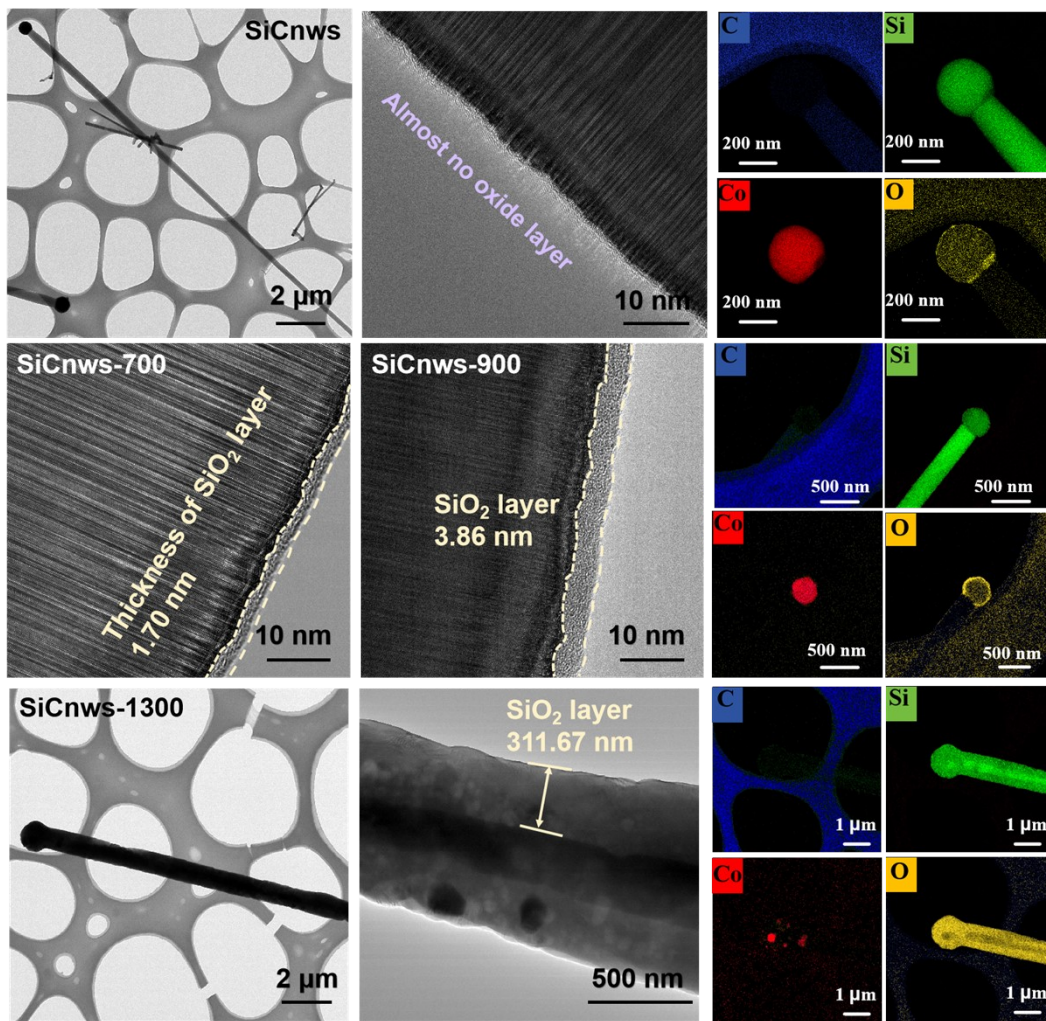 SiCnws
2 μm
Almost no oxide layer
10 nm
C
200 nm
Si
200 nm
Co
200 nm
O
200 nm
SiCnws-700
Thickness of SiO₂ layer
1.70 nm
10 nm
SiCnws-900
SiO₂ layer
3.86 nm
10 nm
C
500 nm
Si
500 nm
Co
500 nm
O
500 nm
SiCnws-1300
2 μm
SiO₂ layer
311.67 nm
500 nm
C
1 μm
Si
1 μm
Co
1 μm
O
1 μm